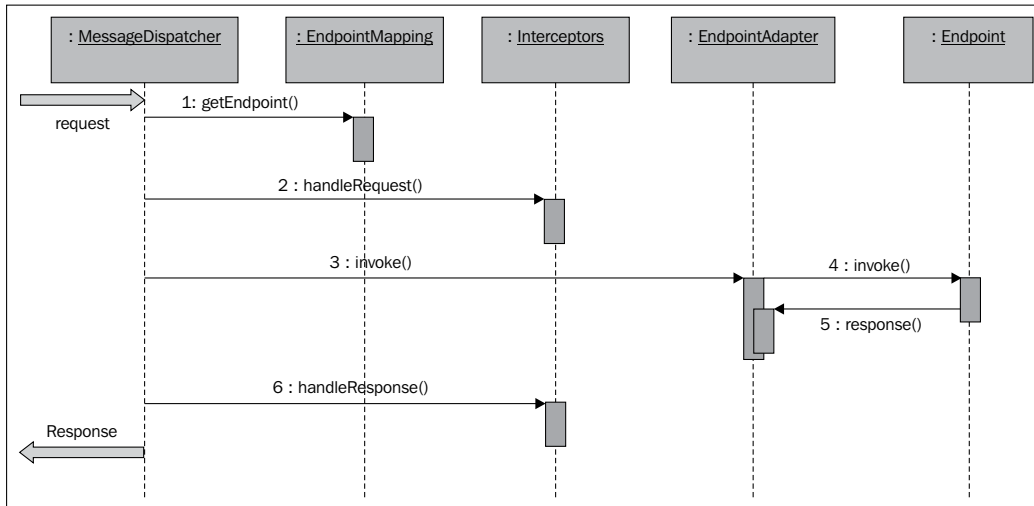 : MessageDispatcher
: EndpointMapping
: Interceptors
: EndpointAdapter
: Endpoint
request
1: getEndpoint()
2 : handleRequest()
3 : invoke()
4 : invoke()
5 : response()
6 : handleResponse()
Response